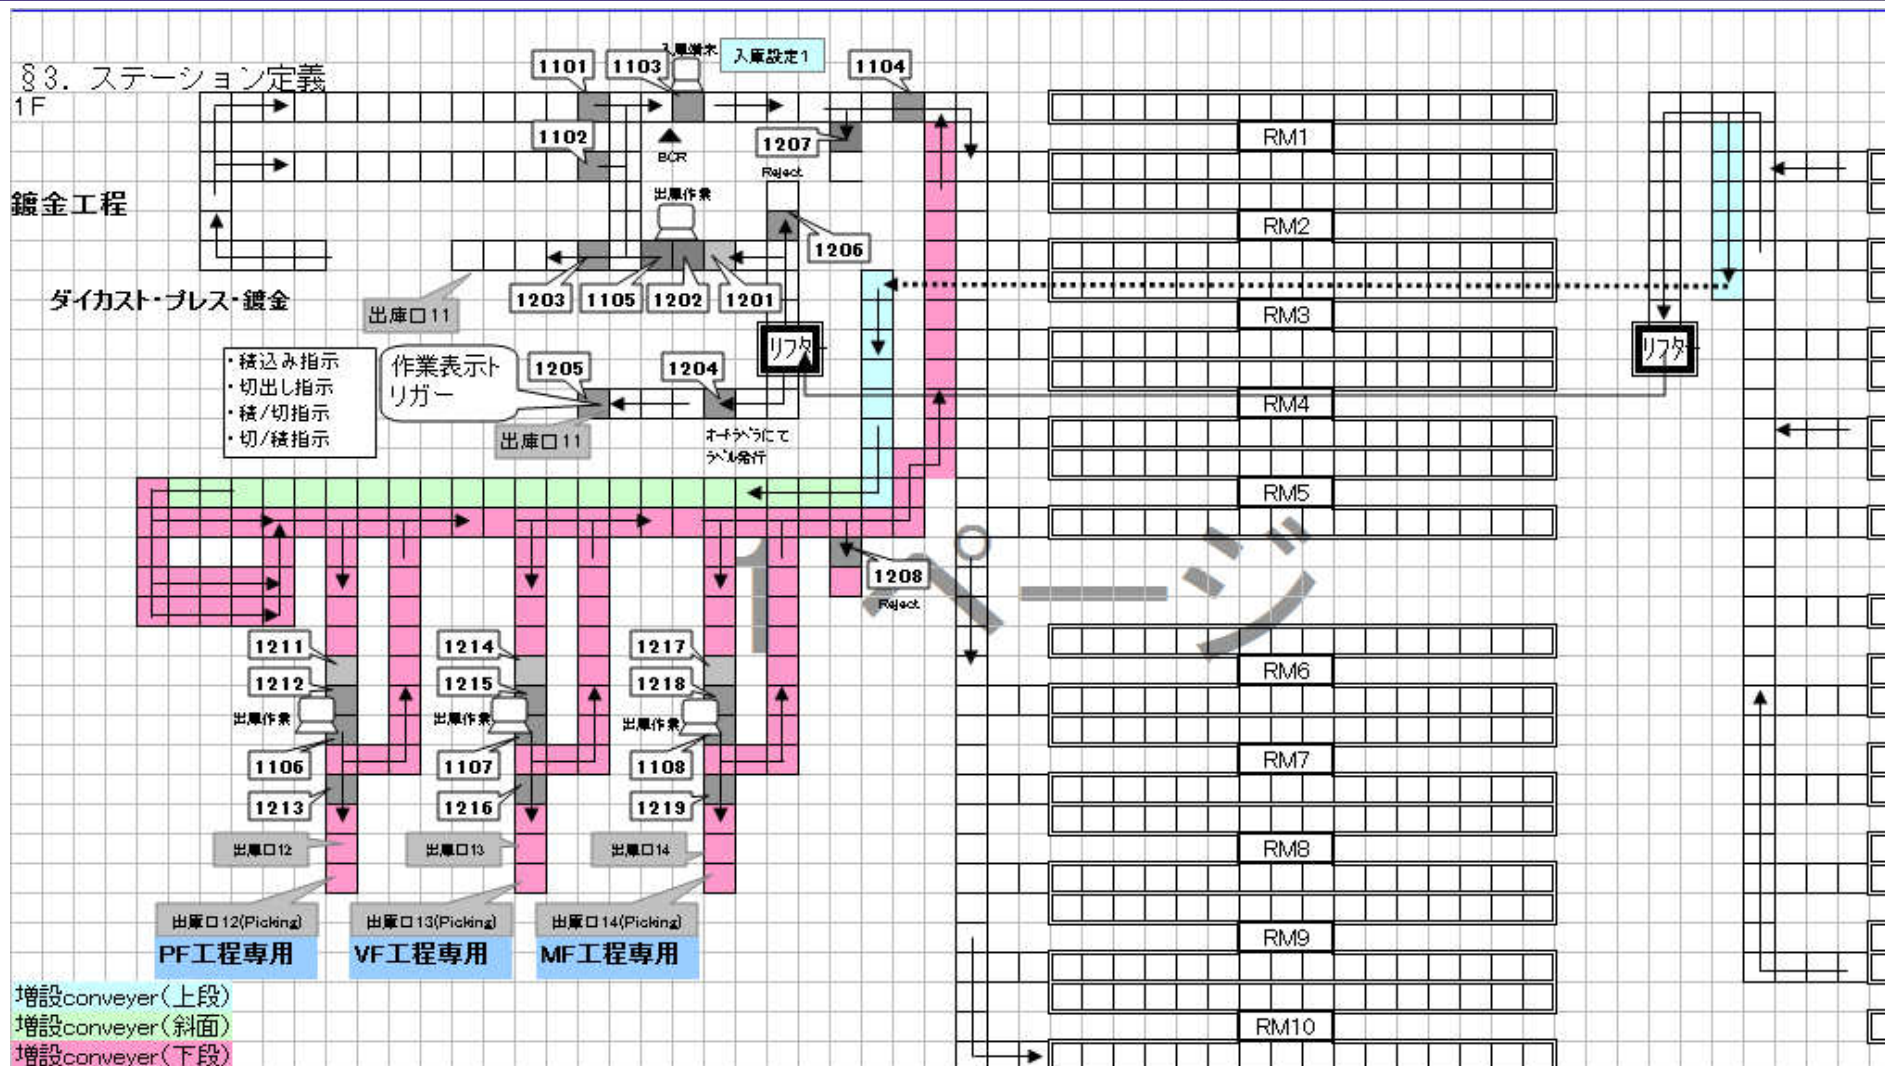 §3. ステーション定義
1F
1101
1103
入庫端末
入庫設定1
1104
1102
BCR
1207
Reject
RM1
鍍金工程
出庫作業
1206
RM2
ダイカスト・プレス・鍍金
出庫口11
1203
1105
1202
1201
RM3
リフタ
リフタ
・積込み指示
・切出し指示
・積/切指示
・切/積指示
作業表示ト
リガー
1205
1204
出庫口11
オートラベラにて
ラベル発行
RM4
RM5
1ページ
1208
Reject
1211
1214
1217
1212
1215
1218
RM6
出庫作業
出庫作業
出庫作業
1106
1107
1108
RM7
1213
1216
1219
出庫口12
出庫口13
出庫口14
RM8
出庫口12(Picking)
出庫口13(Picking)
出庫口14(Picking)
PF工程専用
VF工程専用
MF工程専用
RM9
増設conveyer(上段)
増設conveyer(斜面)
増設conveyer(下段)
RM10